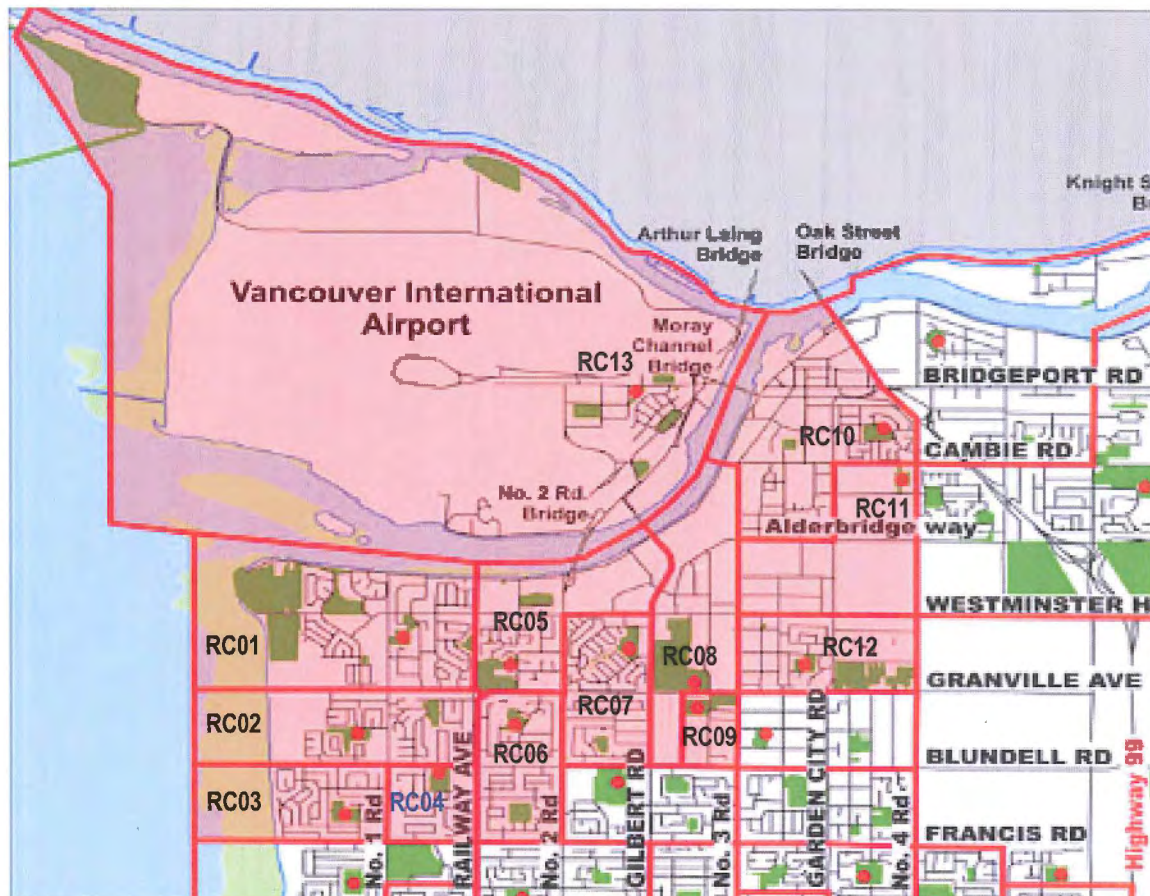 Knight S
B
Arthur Laing
Bridge
Oak Street
Bridge
Vancouver International
Airport
Moray
Channel
Bridge
RC13
BRIDGEPORT RD
RC10
CAMBIE RD
No. 2 Rd.
Bridge
RC11
Alderbridge way
WESTMINSTER H
RC01
RC05
RC08
RC12
GRANVILLE AVE
RC02
RC06
RC07
RC09
BLUNDELL RD
RC03
RC04
FRANCIS RD
No. 1 Rd
RAILWAY AVE
No. 2 Rd
GILBERT RD
No. 3 Rd
GARDEN CITY RD
No. 4 Rd
Highway 99